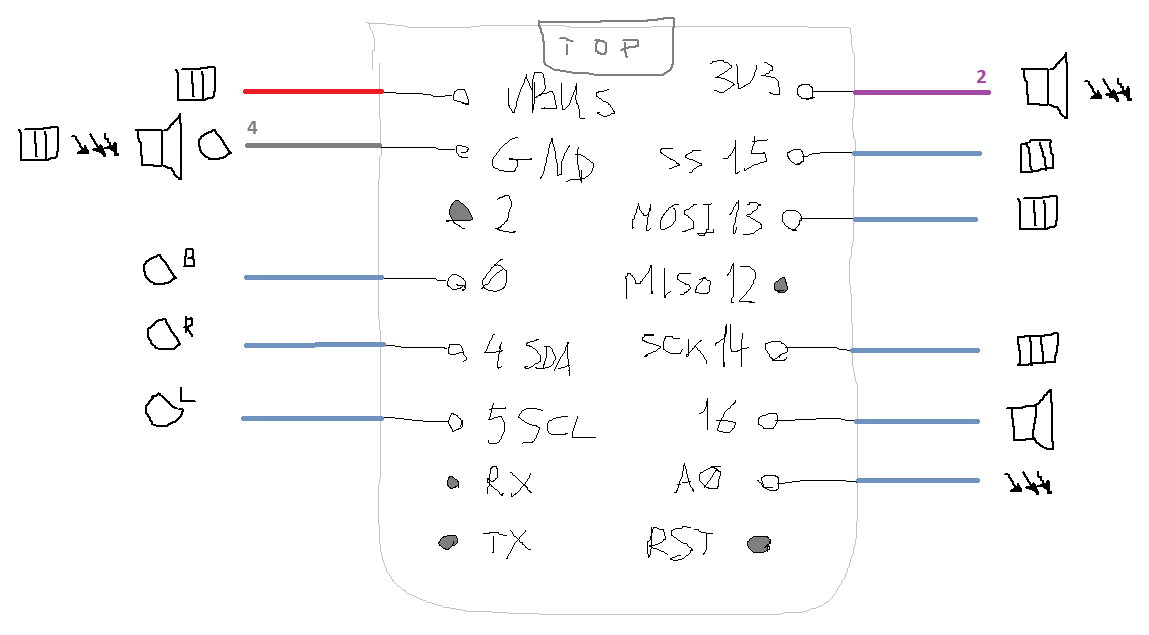 TOP
VBUS 3V3 2
4 GND SS 15
2 MOSI 13
B 0 MISO 12
R 4 SDA SCK 14
L 5 SCL 16
RX A0
TX RST